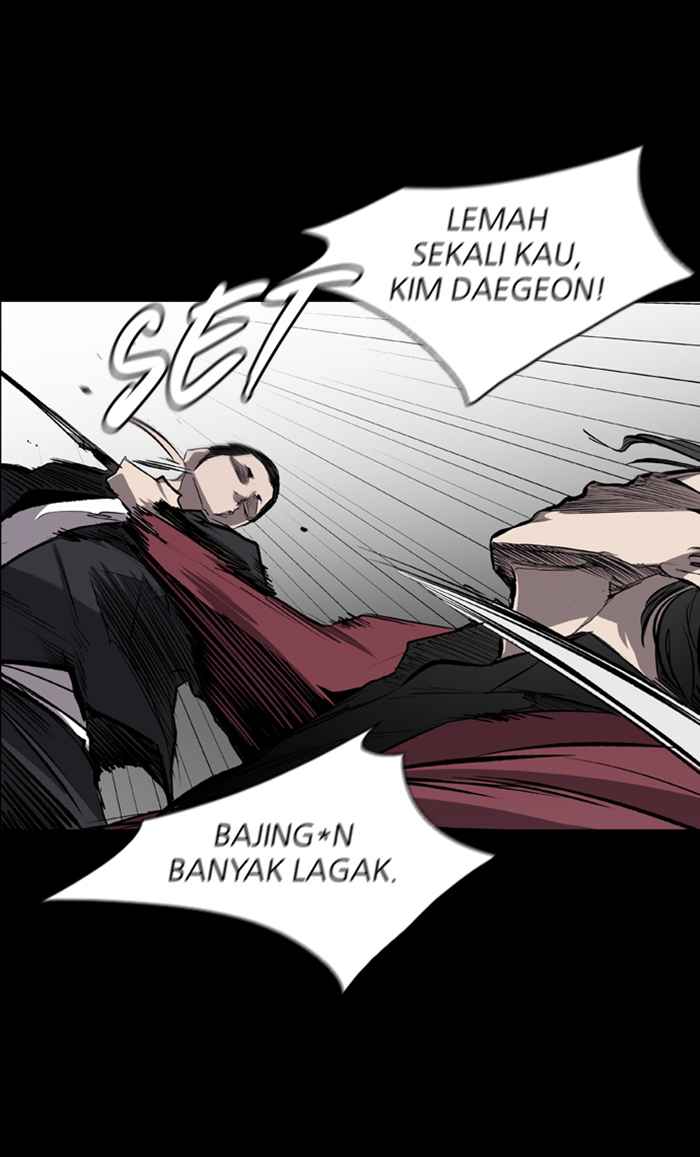 LEMAH
SEKALI KAU,
KIM DAEGEON!
SET
BAJING*N
BANYAK LAGAK.